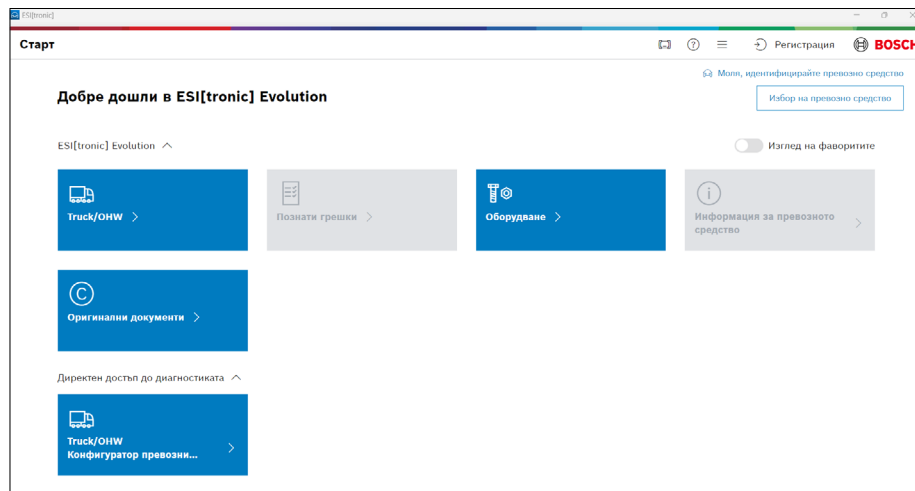 ESI[tronic]
Старт
Регистрация
BOSCH
Моля, идентифицирайте превозно средство
Добре дошли в ESI[tronic] Evolution
Избор на превозно средство
ESI[tronic] Evolution
Изглед на фаворитите
Truck/OHW
Познати грешки
Оборудване
Информация за превозното
средство
Оригинални документи
Директен достъп до диагностиката
Truck/OHW
Конфигуратор превозни...